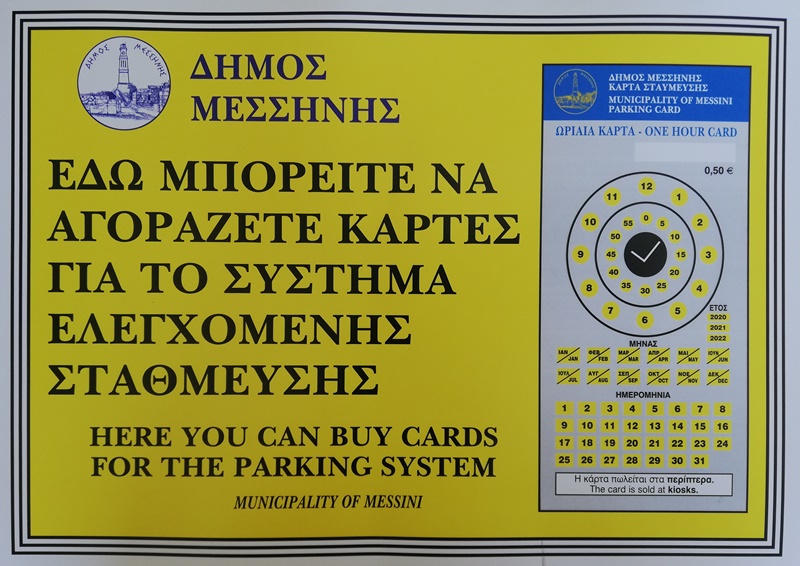 ΔΗΜΟΣ ΜΕΣΣΗΝΗΣ
ΔΗΜΟΣ
ΜΕΣΣΗΝΗΣ
ΕΔΩ ΜΠΟΡΕΙΤΕ ΝΑ
ΑΓΟΡΑΖΕΤΕ ΚΑΡΤΕΣ
ΓΙΑ ΤΟ ΣΥΣΤΗΜΑ
ΕΛΕΓΧΟΜΕΝΗΣ
ΣΤΑΘΜΕΥΣΗΣ
HERE YOU CAN BUY CARDS
FOR THE PARKING SYSTEM
MUNICIPALITY OF MESSINI
ΔΗΜΟΣ ΜΕΣΣΗΝΗΣ
ΚΑΡΤΑ ΣΤΑΥΜΕΥΣΗΣ
MUNICIPALITY OF MESSINI
PARKING CARD
ΩΡΙΑΙΑ ΚΑΡΤΑ - ONE HOUR CARD
0,50 €
12 1 2 3 4 5 6 7 8 9 10 11
0 5 10 15 20 25 30 35 40 45 50 55
ΕΤΟΣ
2020
2021
2022
ΜΗΝΑΣ
ΙΑΝ/JAN ΦΕΒ/FEB ΜΑΡ/MAR ΑΠΡ/APR ΜΑΙ/MAY ΙΟΥΝ/JUN
ΙΟΥΛ/JUL ΑΥΓ/AUG ΣΕΠ/SEP ΟΚΤ/OCT ΝΟΕ/NOV ΔΕΚ/DEC
ΗΜΕΡΟΜΗΝΙΑ
1 2 3 4 5 6 7 8
9 10 11 12 13 14 15 16
17 18 19 20 21 22 23 24
25 26 27 28 29 30 31
Η κάρτα πωλείται στα περίπτερα.
The card is sold at kiosks.